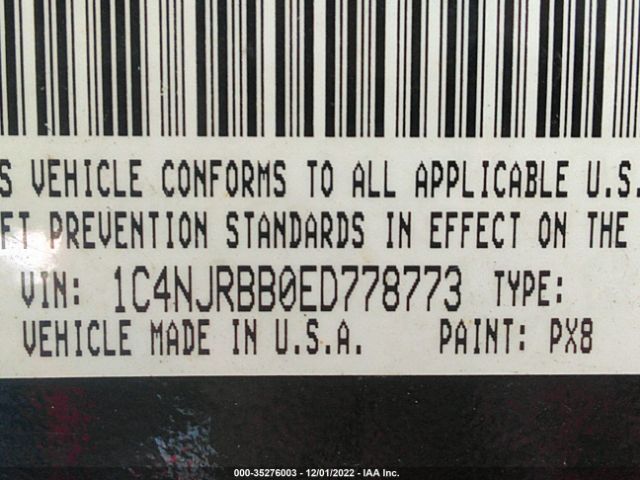 S VEHICLE CONFORMS TO ALL APPLICABLE U.S.
FT PREVENTION STANDARDS IN EFFECT ON THE
VIN: 1C4NJRBB0ED778773 TYPE:
VEHICLE MADE IN U.S.A. PAINT: PX8
000-35276003 - 12/01/2022 - IAA Inc.